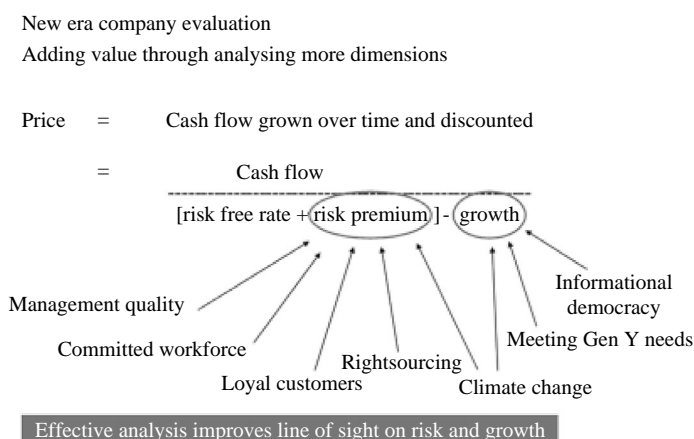 New era company evaluation
Adding value through analysing more dimensions
Price = Cash flow grown over time and discounted
= Cash flow
[risk free rate + risk premium ] - growth
Informational
democracy
Management quality
Meeting Gen Y needs
Committed workforce
Rightsourcing
Loyal customers
Climate change
Effective analysis improves line of sight on risk and growth